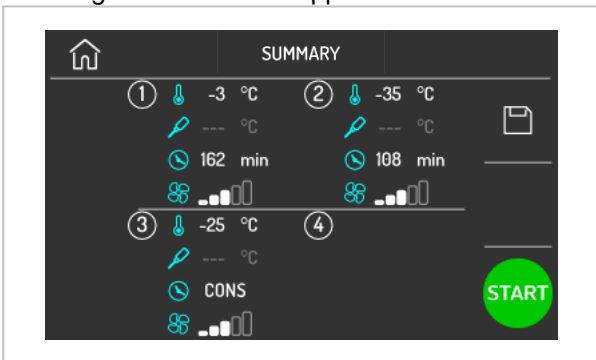 SUMMARY
1 -3 °C 2 -35 °C
--- °C --- °C
162 min 108 min
3 -25 °C 4
--- °C
CONS
START